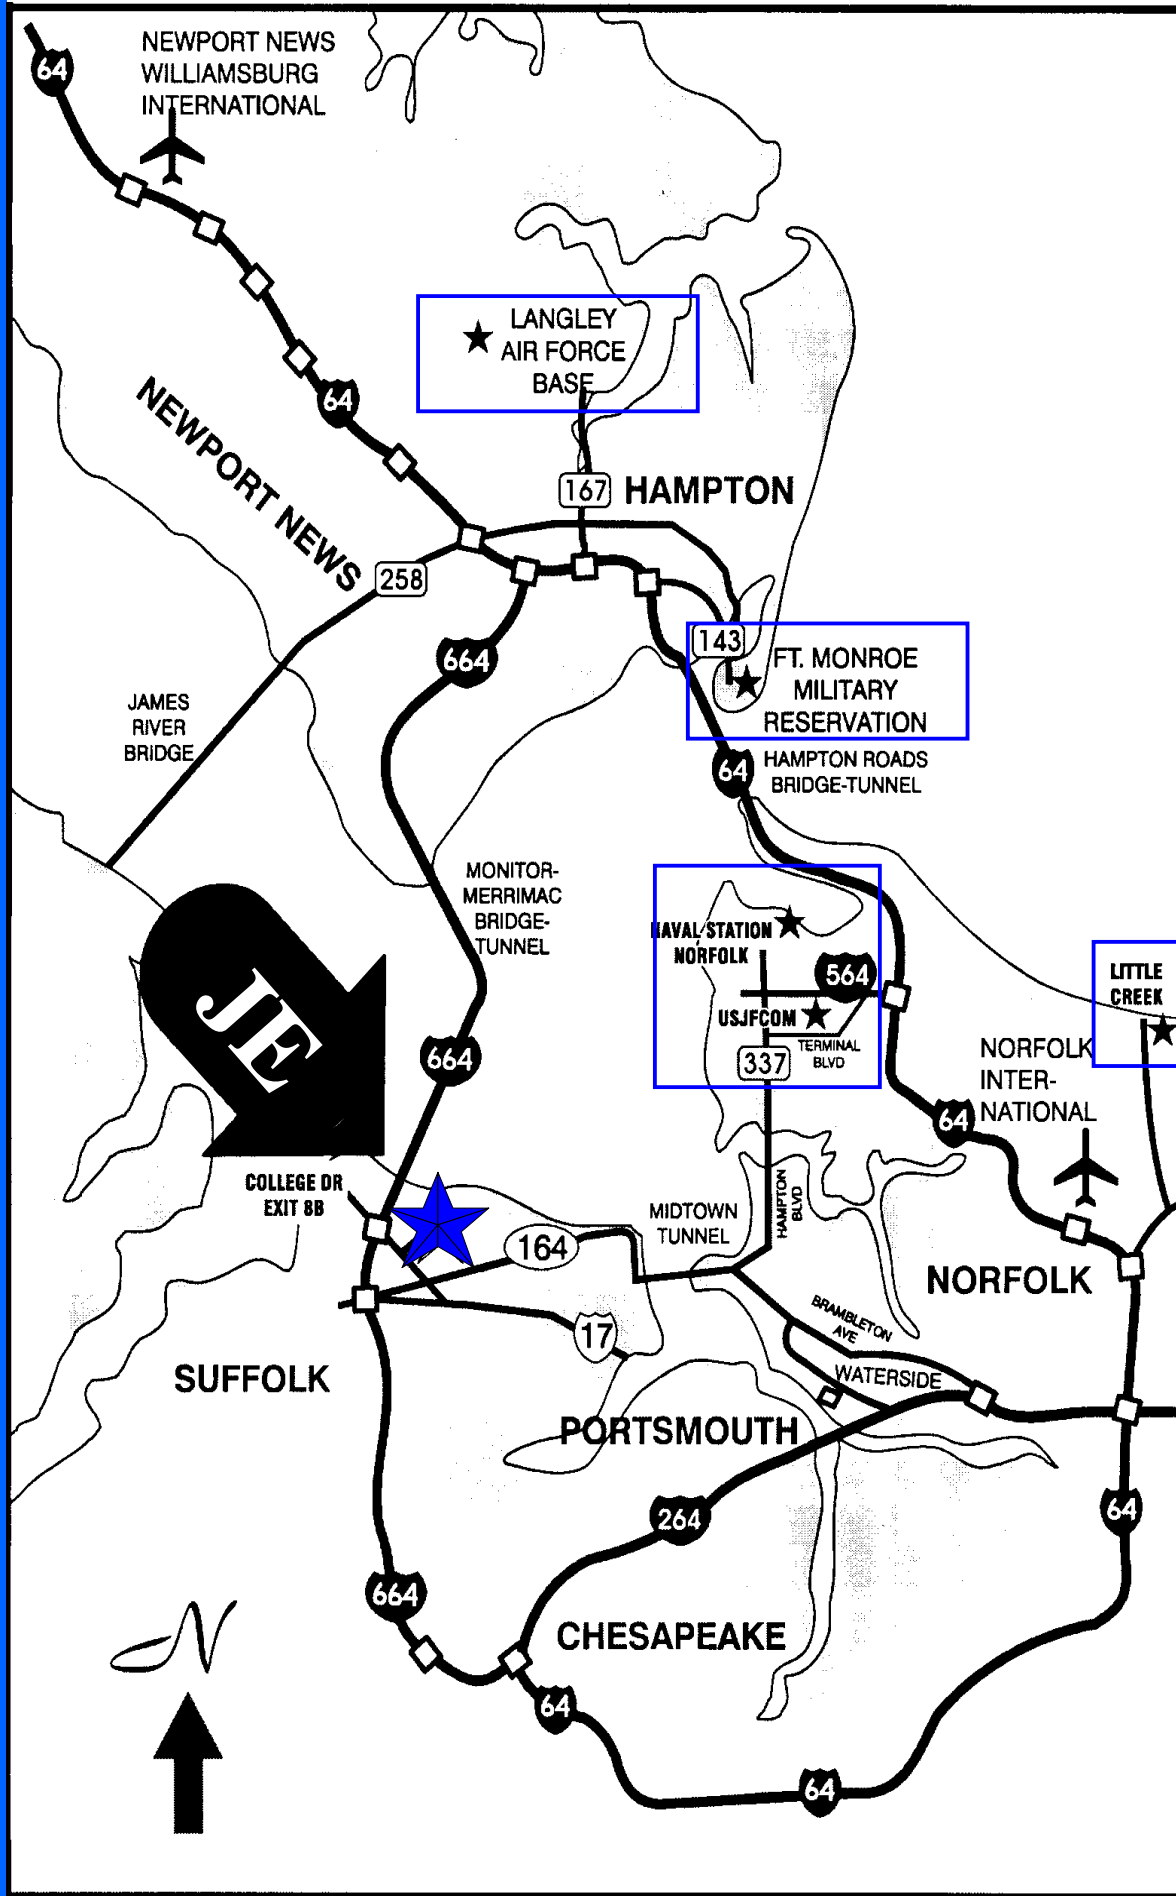 NEWPORT NEWS
WILLIAMSBURG
INTERNATIONAL
64
LANGLEY
AIR FORCE
BASE
64
NEWPORT NEWS
167
HAMPTON
258
143
664
FT. MONROE
MILITARY
RESERVATION
JAMES
RIVER
BRIDGE
64
HAMPTON ROADS
BRIDGE-TUNNEL
MONITOR-
MERRIMAC
BRIDGE-
TUNNEL
NAVAL STATION
NORFOLK
564
LITTLE
CREEK
JE
USJFCOM
TERMINAL
BLVD
337
664
NORFOLK
INTER-
NATIONAL
64
COLLEGE DR
EXIT 8B
HAMPTON
BLVD
MIDTOWN
TUNNEL
164
NORFOLK
BRAMBLETON
AVE
17
SUFFOLK
WATERSIDE
PORTSMOUTH
264
64
664
N
CHESAPEAKE
64
64